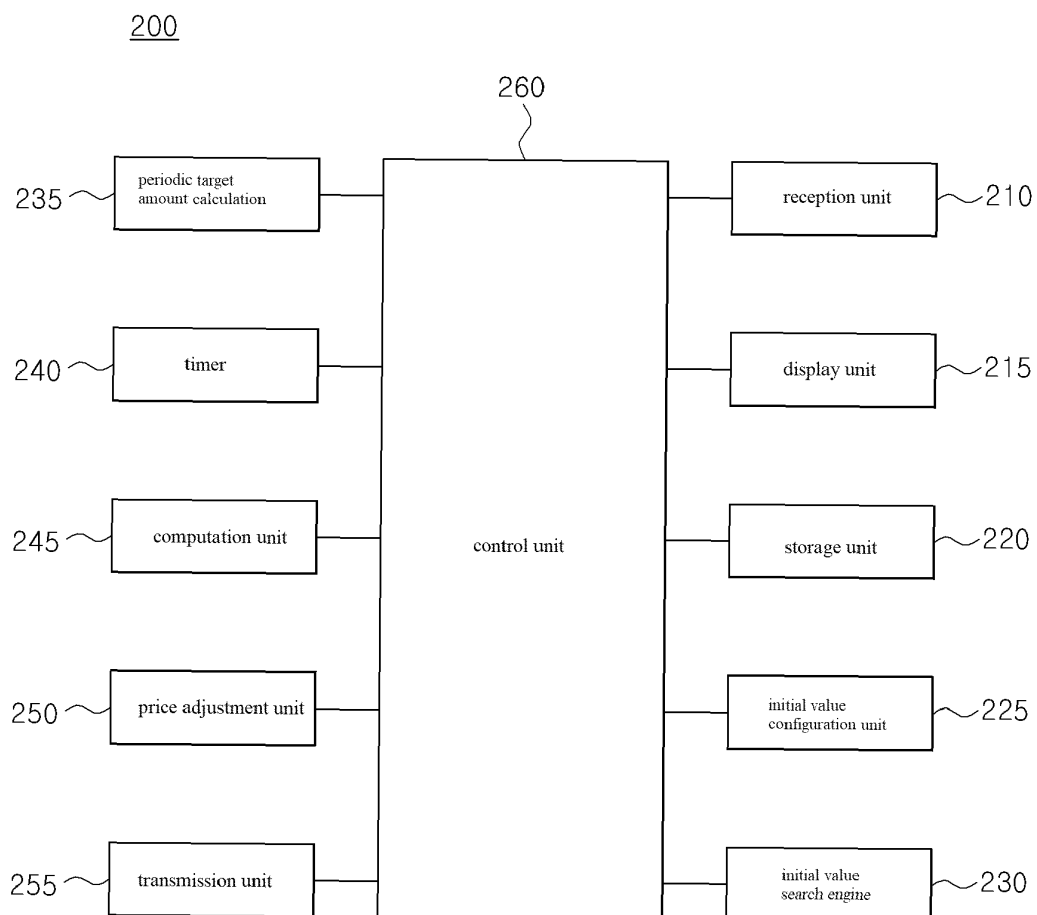 200
260
235
periodic target
amount calculation
reception unit
210
240
timer
display unit
215
245
computation unit
control unit
storage unit
220
250
price adjustment unit
initial value
configuration unit
225
255
transmission unit
initial value
search engine
230